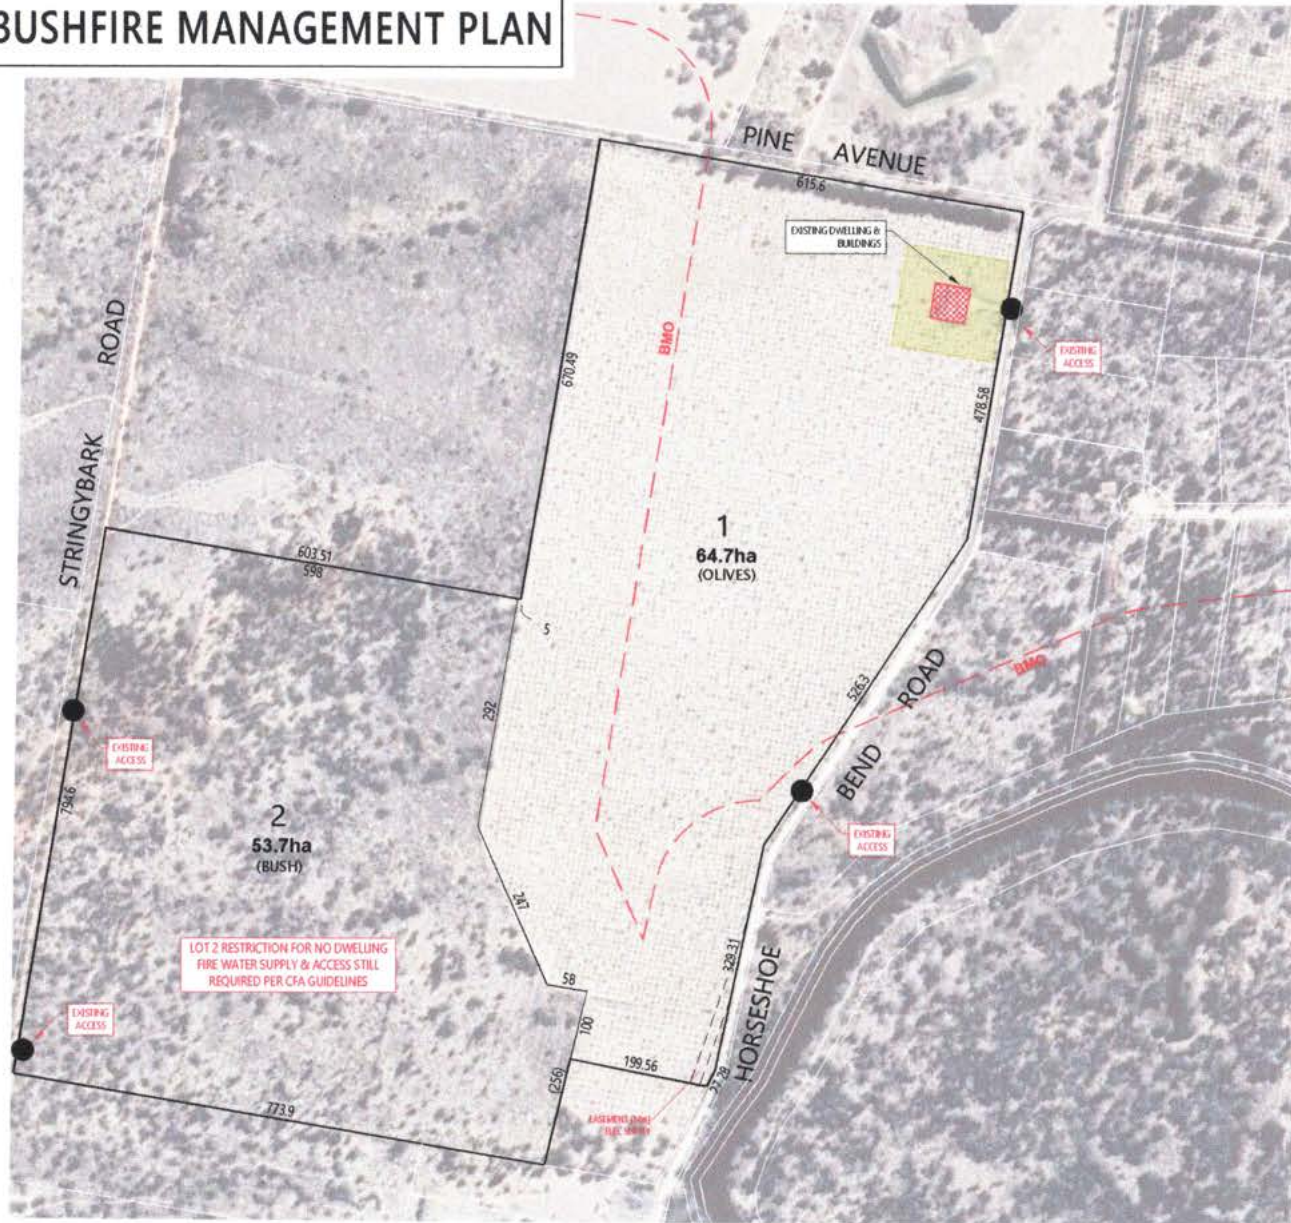 BUSHFIRE MANAGEMENT PLAN
PINE AVENUE
615.6
EXISTING DWELLING &
BUILDINGS
EXISTING
ACCESS
BMO
670.49
478.58
STRINGYBARK ROAD
1
64.7ha
(OLIVES)
603.51
598
5
292
526.3
BMO
HORSESHOE BEND ROAD
EXISTING
ACCESS
794.6
2
53.7ha
(BUSH)
EXISTING
ACCESS
247
LOT 2 RESTRICTION FOR NO DWELLING
FIRE WATER SUPPLY & ACCESS STILL
REQUIRED PER CFA GUIDELINES
58
329.31
EXISTING
ACCESS
100
199.56
27.28
(256)
773.9
EASEMENT